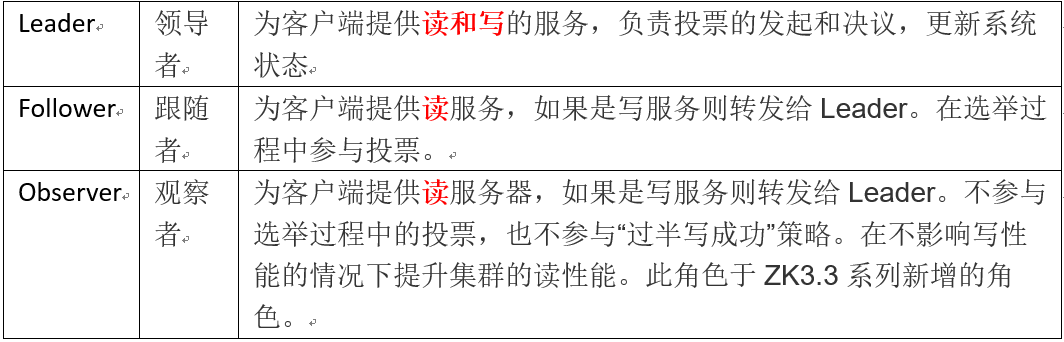 Leader 领导 为客户端提供读和写的服务，负责投票的发起和决议，更新系统
者 状态
Follower 跟随 为客户端提供读服务，如果是写服务则转发给 Leader。在选举过
者 程中参与投票。
Observer 观察 为客户端提供读服务器，如果是写服务则转发给 Leader。不参与
者 选举过程中的投票，也不参与“过半写成功”策略。在不影响写性
能的情况下提升集群的读性能。此角色于 ZK3.3 系列新增的角
色。